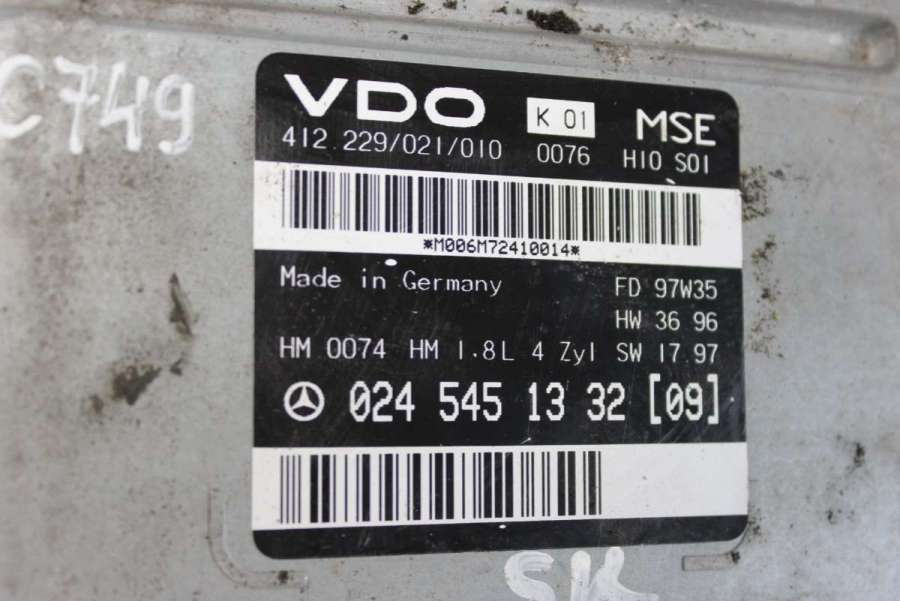 C749
VDO K 01 MSE
412.229/021/010 0076 H10 S01
*M006M72410014*
Made in Germany FD 97W35
HW 36 96
HM 0074 HM 1.8L 4 Zyl SW 17 97
024 545 13 32 [09]
SK